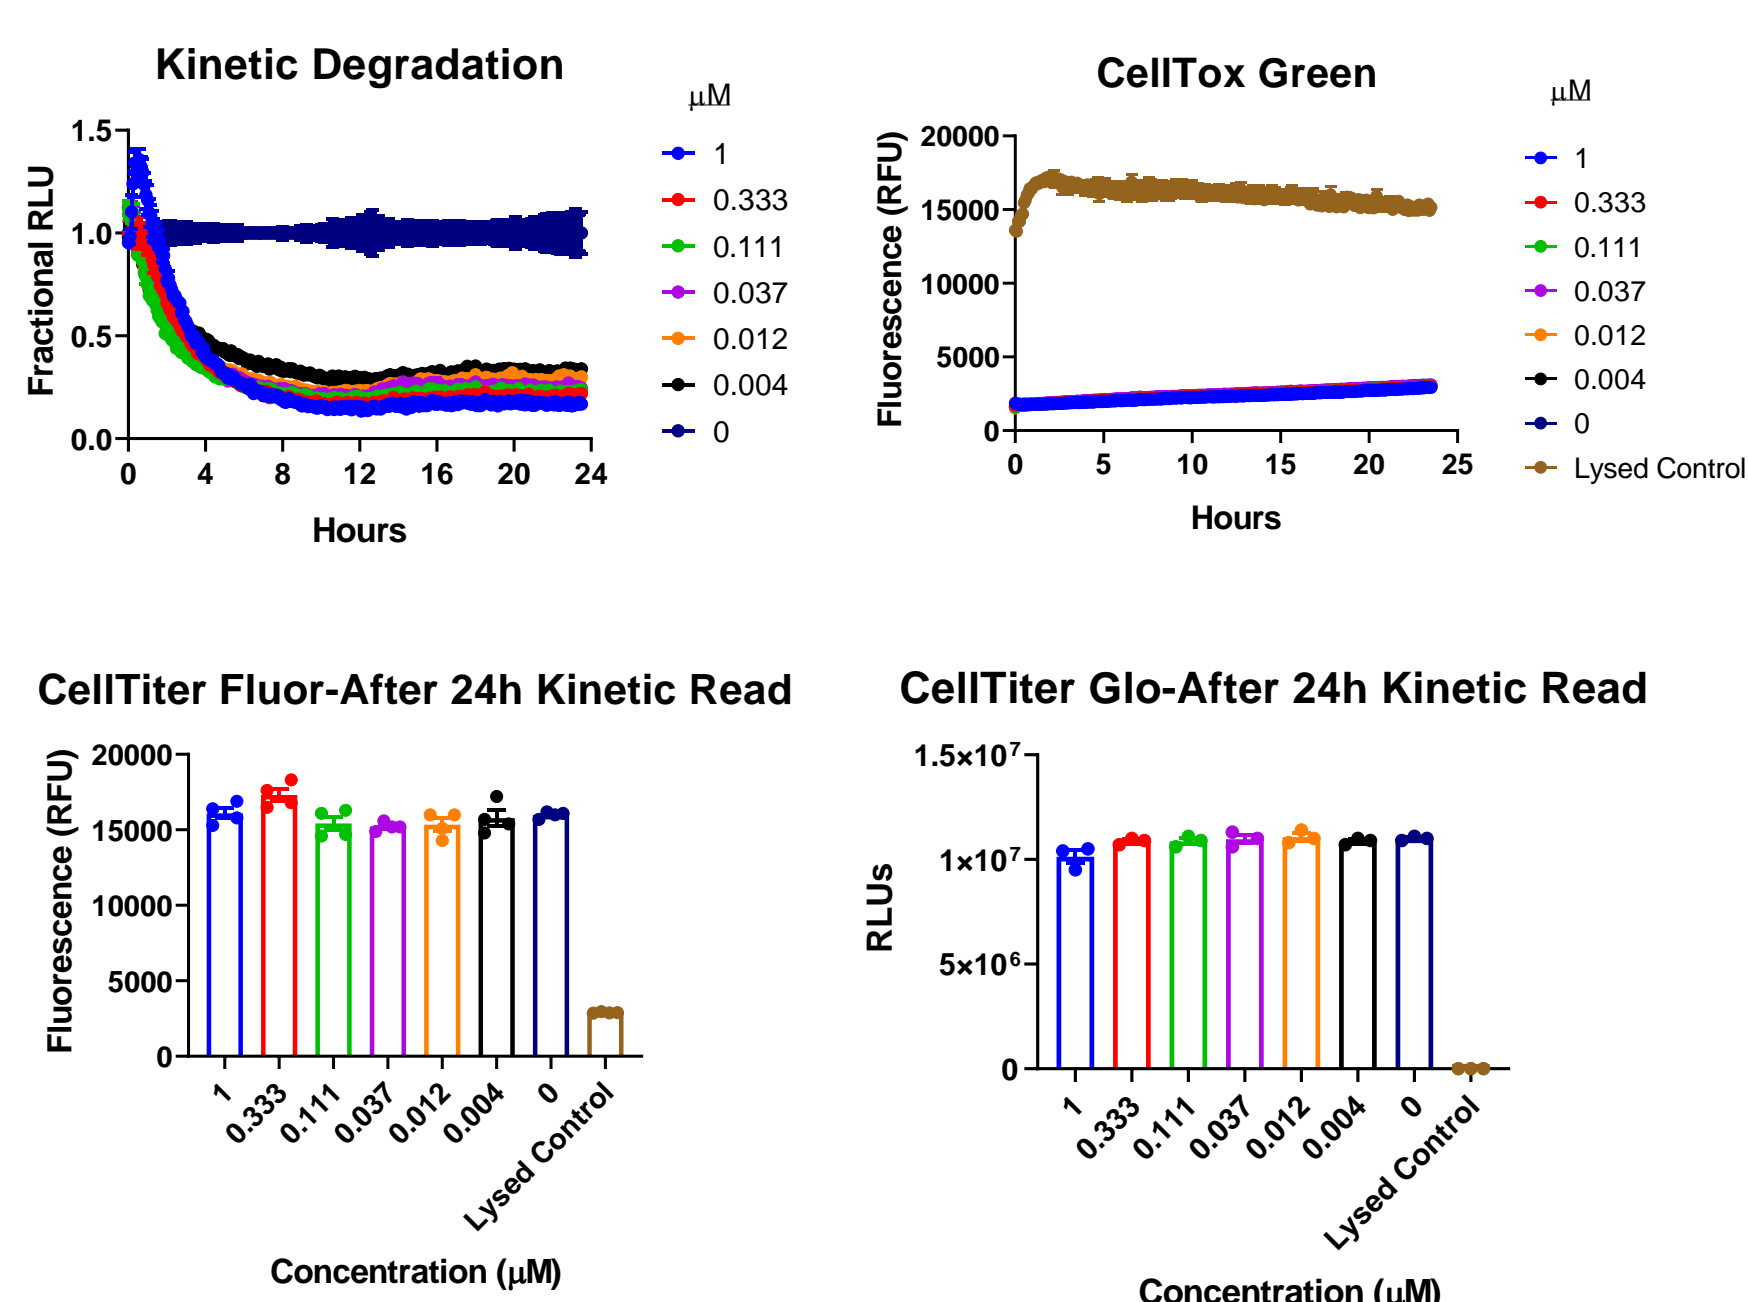 Kinetic Degradation
Fractional RLU
1.5
1.0
0.5
0.0
0 4 8 12 16 20 24
Hours
μM
1
0.333
0.111
0.037
0.012
0.004
0
CellTox Green
Fluorescence (RFU)
20000
15000
10000
5000
0
0 5 10 15 20 25
Hours
μM
1
0.333
0.111
0.037
0.012
0.004
0
Lysed Control
CellTiter Fluor-After 24h Kinetic Read
Fluorescence (RFU)
20000
15000
10000
5000
0
1 0.333 0.111 0.037 0.012 0.004 0 Lysed Control
Concentration (μM)
CellTiter Glo-After 24h Kinetic Read
RLUs
1.5×10⁷
1×10⁷
5×10⁶
0
1 0.333 0.111 0.037 0.012 0.004 0 Lysed Control
Concentration (μM)